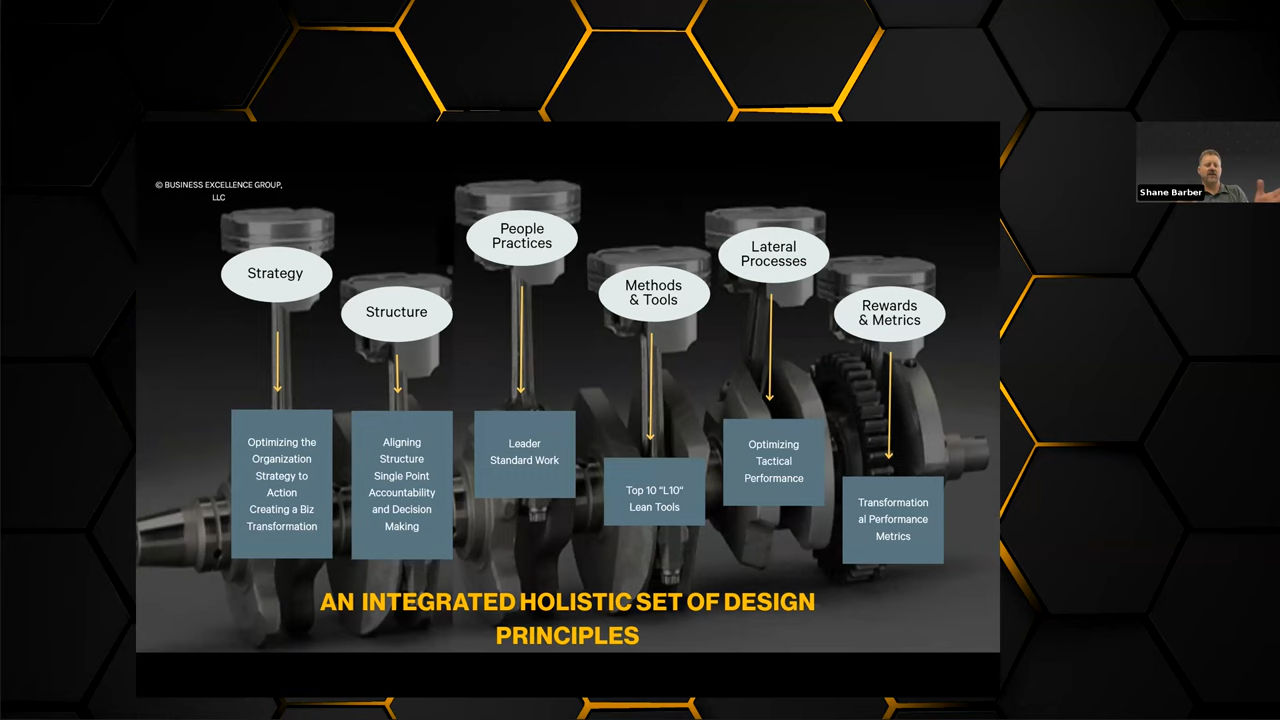 © BUSINESS EXCELLENCE GROUP,
LLC
Shane Barber
Strategy
Structure
People
Practices
Methods
& Tools
Lateral
Processes
Rewards
& Metrics
Optimizing the
Organization
Strategy to
Action
Creating a Biz
Transformation
Aligning
Structure
Single Point
Accountability
and Decision
Making
Leader
Standard Work
Top 10 "L10"
Lean Tools
Optimizing
Tactical
Performance
Transformation
al Performance
Metrics
AN INTEGRATED HOLISTIC SET OF DESIGN
PRINCIPLES